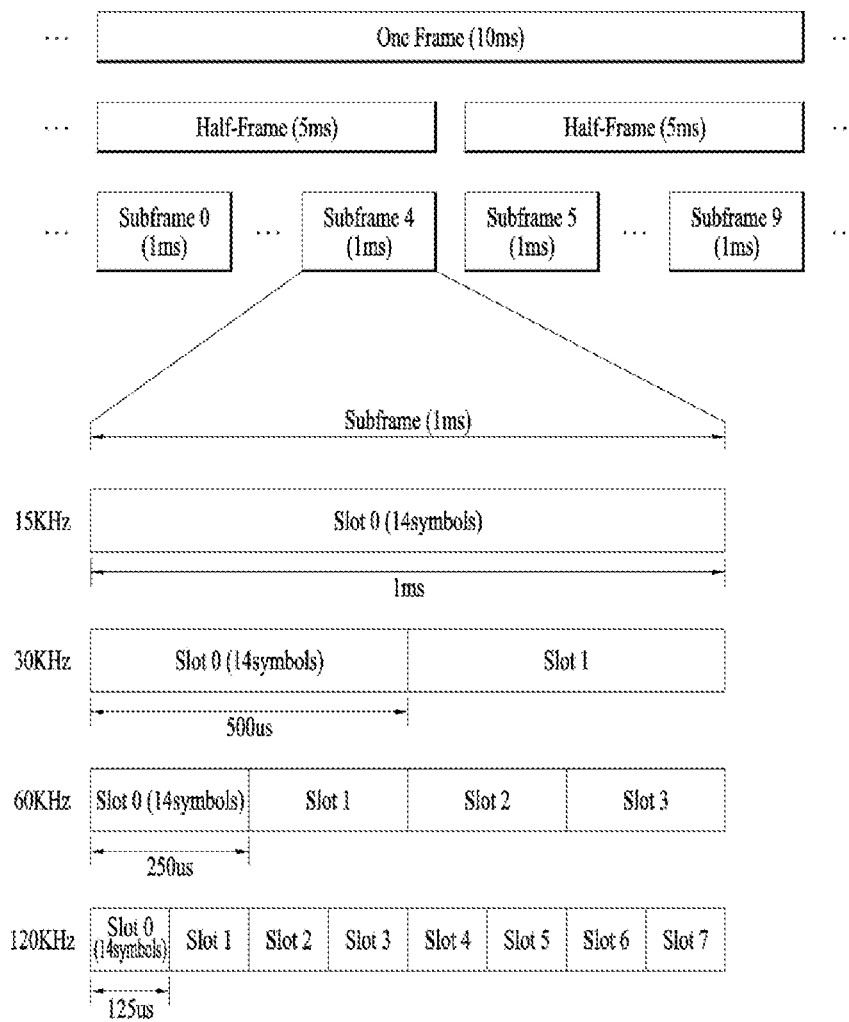 ... One Frame (10ms) ..
... Half-Frame (5ms) Half-Frame (5ms) ..
Subframe 0 Subframe 4 Subframe 5 Subframe 9
... (1ms) ... (1ms) (1ms) ... (1ms) ..
Subframe (1ms)
15KHz Slot 0 (14symbols)
1ms
30KHz Slot 0 (14symbols) Slot 1
500us
60KHz Slot 0 (14symbols) Slot 1 Slot 2 Slot 3
250us
120KHz Slot 0 (14symbols) Slot 1 Slot 2 Slot 3 Slot 4 Slot 5 Slot 6 Slot 7
125us